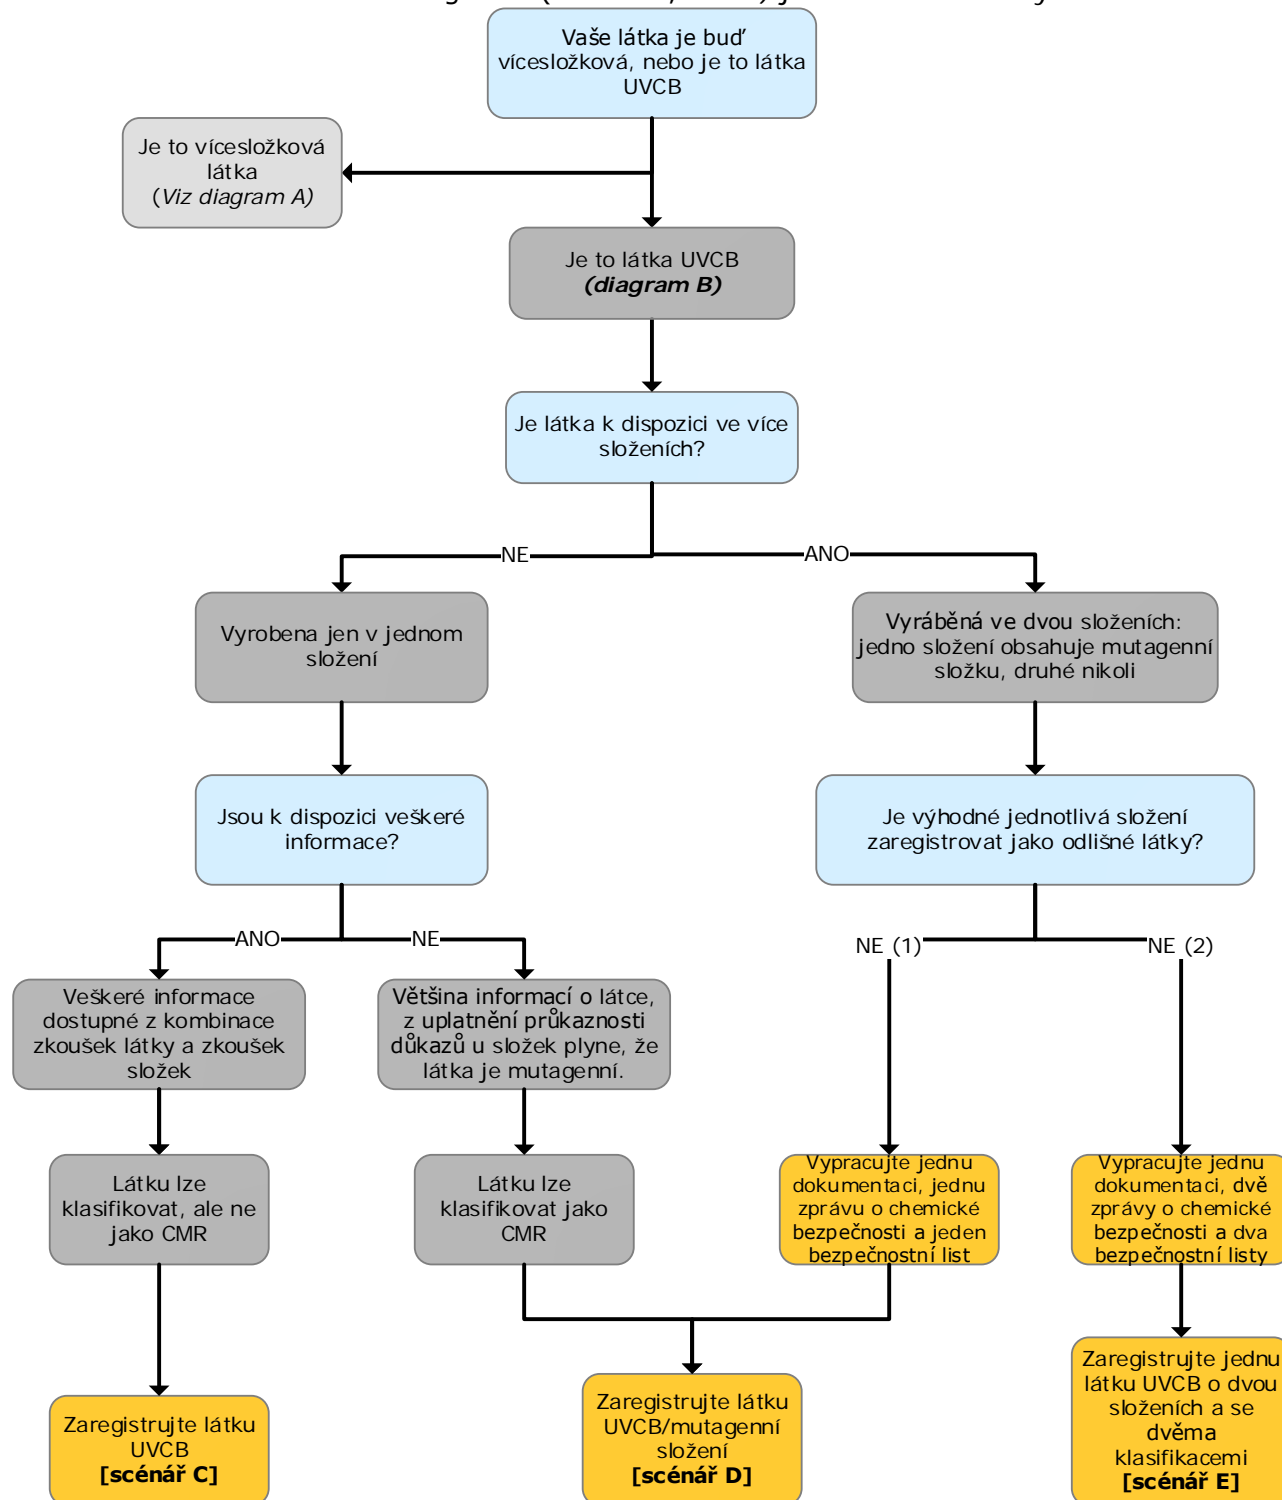 Vaše látka je buď
vícesložková, nebo je to látka
UVCB
Je to vícesložková
látka
(Viz diagram A)
Je to látka UVCB
(diagram B)
Je látka k dispozici ve více
složeních?
NE
ANO
Vyrobena jen v jednom
složení
Vyráběná ve dvou složeních:
jedno složení obsahuje mutagenní
složku, druhé nikoli
Jsou k dispozici veškeré
informace?
Je výhodné jednotlivá složení
zaregistrovat jako odlišné látky?
ANO
NE
NE (1)
NE (2)
Veškeré informace
dostupné z kombinace
zkoušek látky a zkoušek
složek
Většina informací o látce,
z uplatnění průkaznosti
důkazů u složek plyne, že
látka je mutagenní.
Látku lze
klasifikovat, ale ne
jako CMR
Látku lze
klasifikovat jako
CMR
Vypracujte jednu
dokumentaci, jednu
zprávu o chemické
bezpečnosti a jeden
bezpečnostní list
Vypracujte jednu
dokumentaci, dvě
zprávy o chemické
bezpečnosti a dva
bezpečnostní listy
Zaregistrujte látku
UVCB
[scénář C]
Zaregistrujte látku
UVCB/mutagenní
složení
[scénář D]
Zaregistrujte jednu
látku UVCB o dvou
složeních a se
dvěma
klasifikacemi
[scénář E]